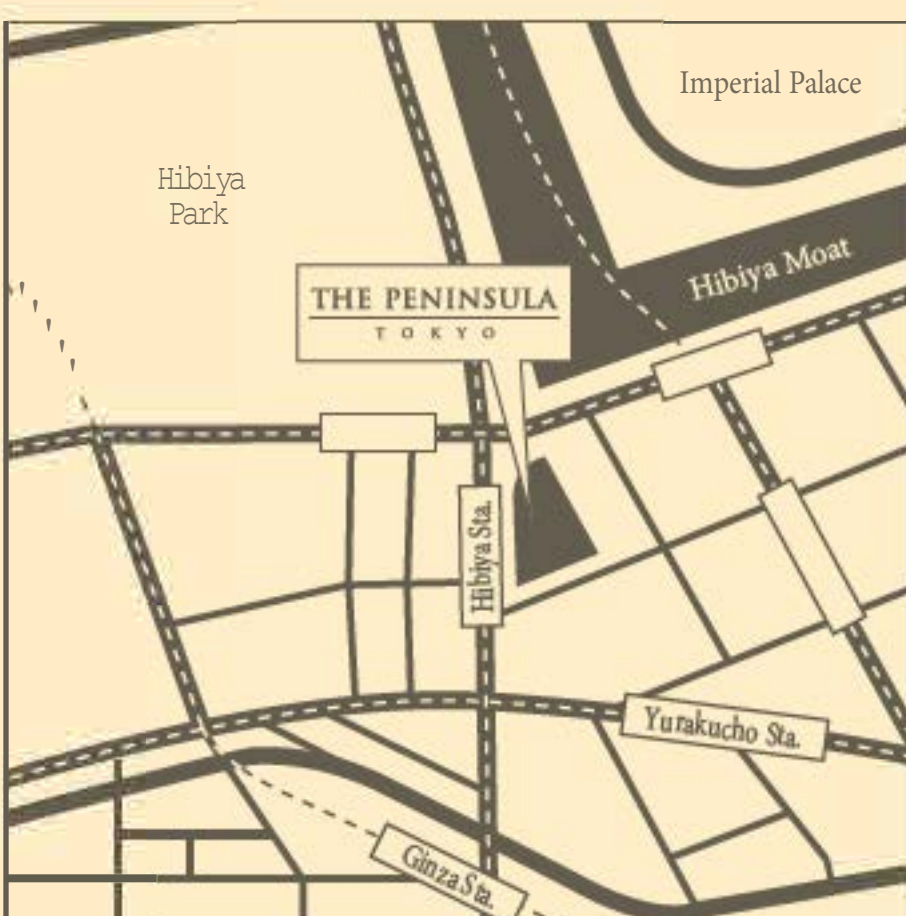 Imperial Palace
Hibiya
Park
Hibiya Moat
THE PENINSULA
TOKYO
Hibiya Sta.
Yurakucho Sta.
Ginza Sta.